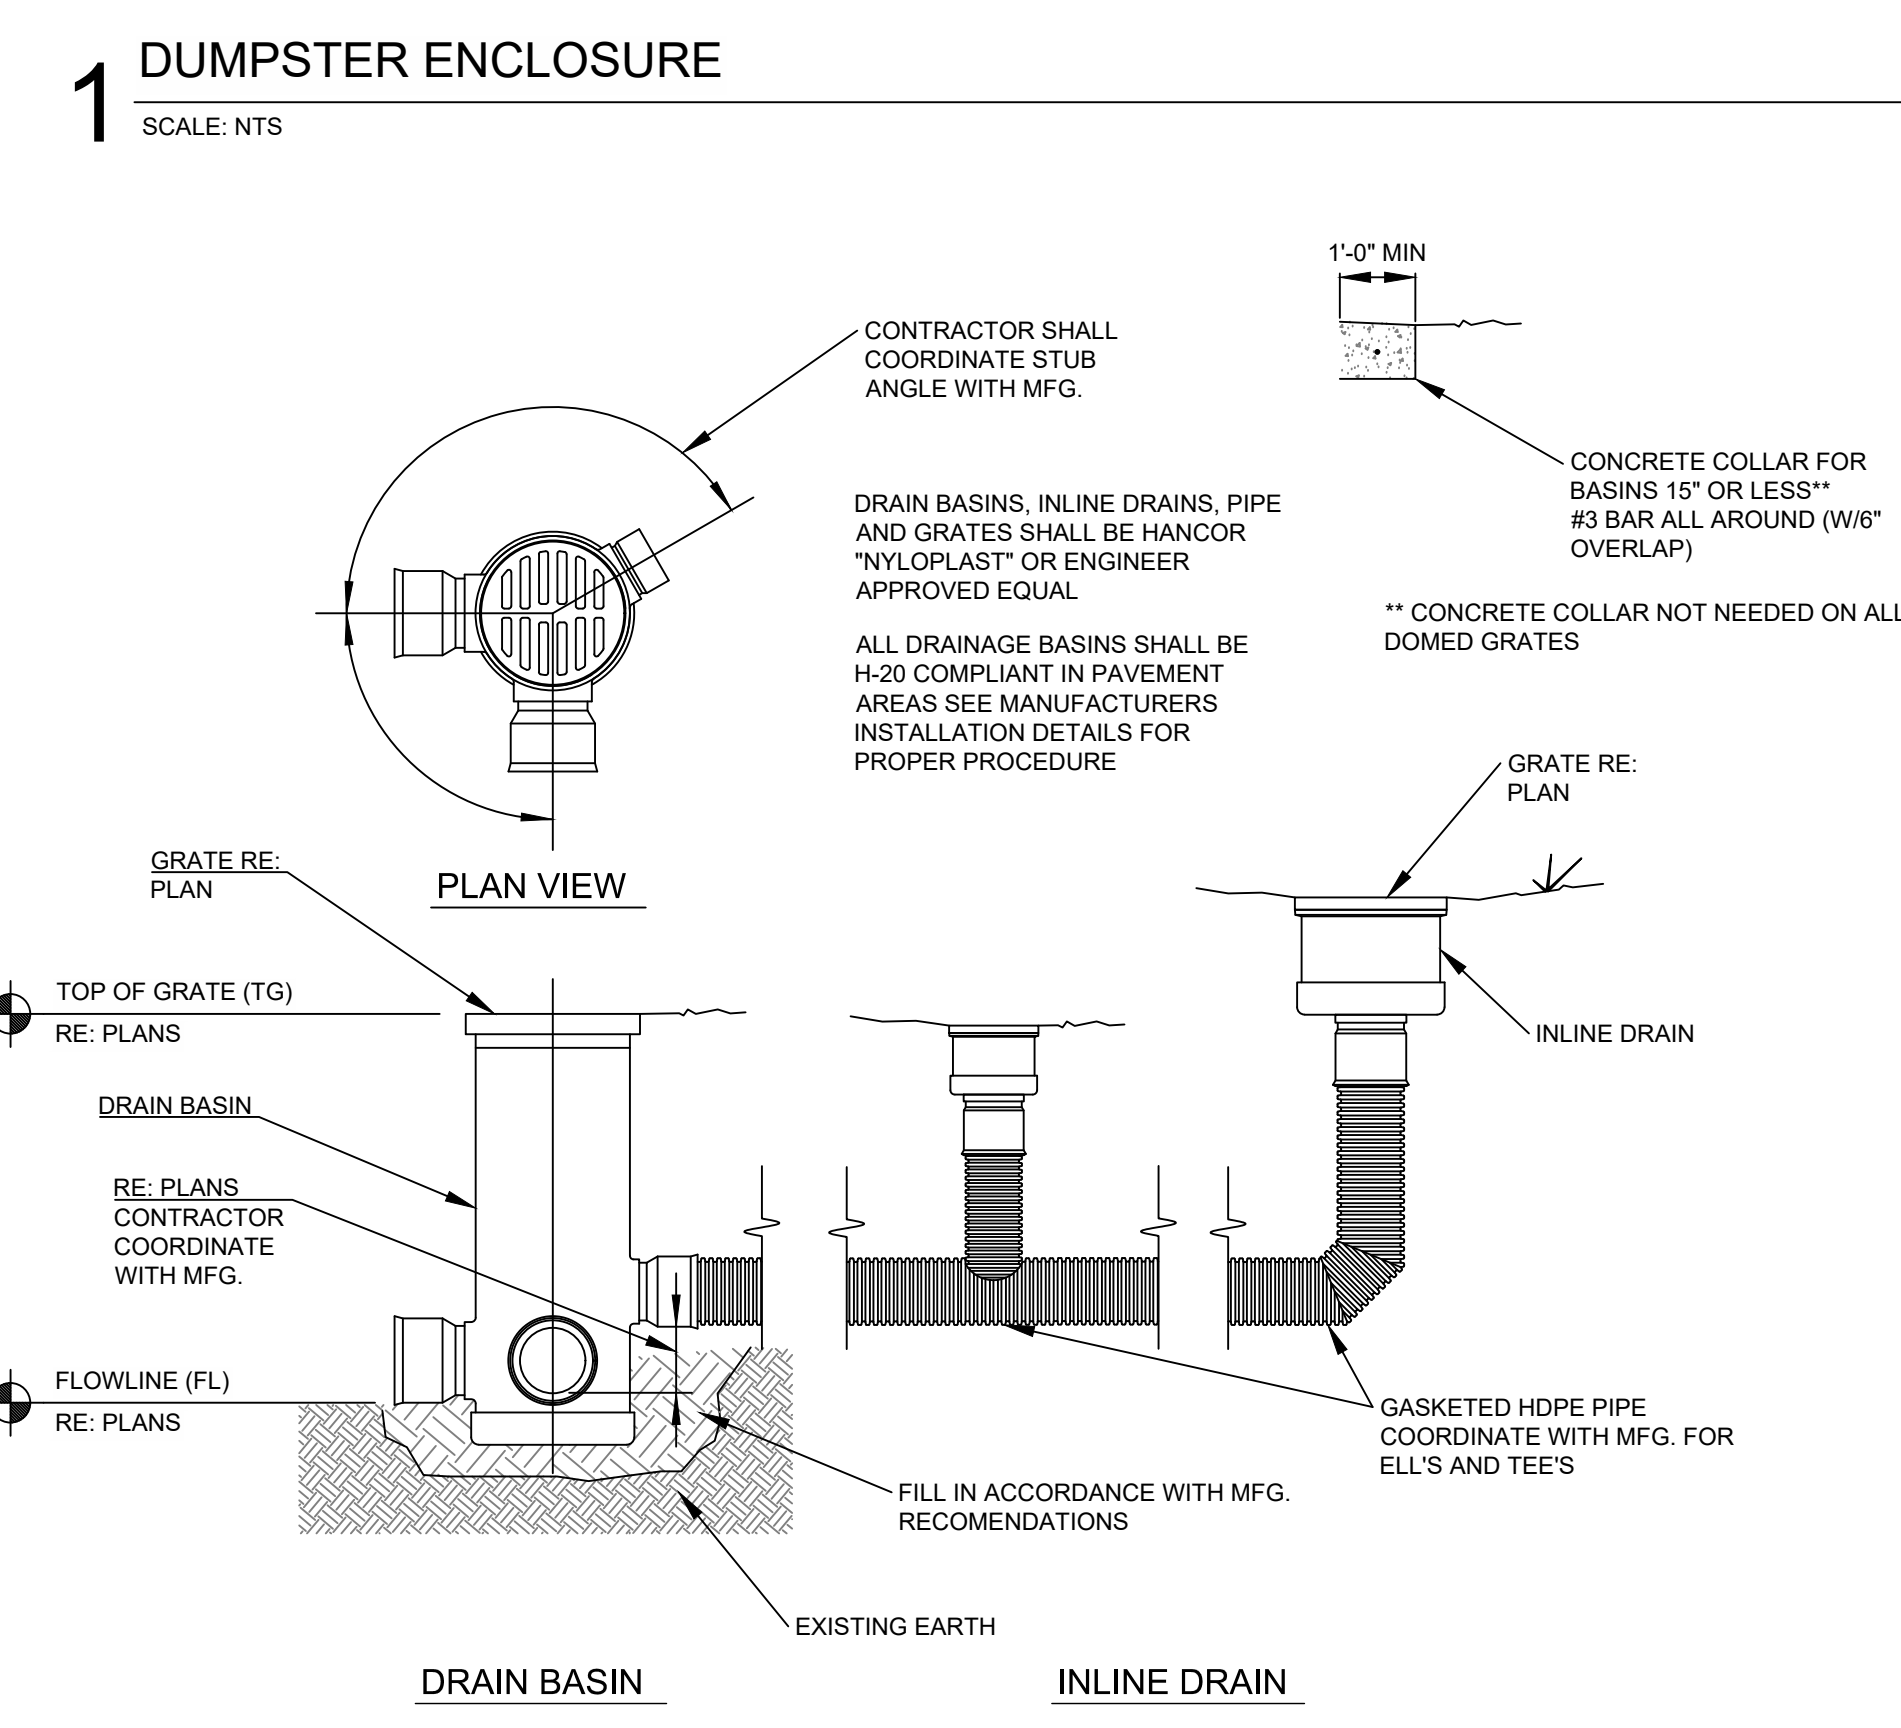 1
DUMPSTER ENCLOSURE
SCALE: NTS
1'-0" MIN
CONTRACTOR SHALL
COORDINATE STUB
ANGLE WITH MFG.
CONCRETE COLLAR FOR
BASINS 15" OR LESS**
#3 BAR ALL AROUND (W/6"
OVERLAP)
DRAIN BASINS, INLINE DRAINS, PIPE
AND GRATES SHALL BE HANCOR
"NYLOPLAST" OR ENGINEER
APPROVED EQUAL
** CONCRETE COLLAR NOT NEEDED ON ALL
DOMED GRATES
ALL DRAINAGE BASINS SHALL BE
H-20 COMPLIANT IN PAVEMENT
AREAS SEE MANUFACTURERS
INSTALLATION DETAILS FOR
PROPER PROCEDURE
GRATE RE:
PLAN
GRATE RE:
PLAN
PLAN VIEW
TOP OF GRATE (TG)
RE: PLANS
INLINE DRAIN
DRAIN BASIN
RE: PLANS
CONTRACTOR
COORDINATE
WITH MFG.
FLOWLINE (FL)
RE: PLANS
GASKETED HDPE PIPE
COORDINATE WITH MFG. FOR
ELL'S AND TEE'S
FILL IN ACCORDANCE WITH MFG.
RECOMENDATIONS
EXISTING EARTH
DRAIN BASIN
INLINE DRAIN